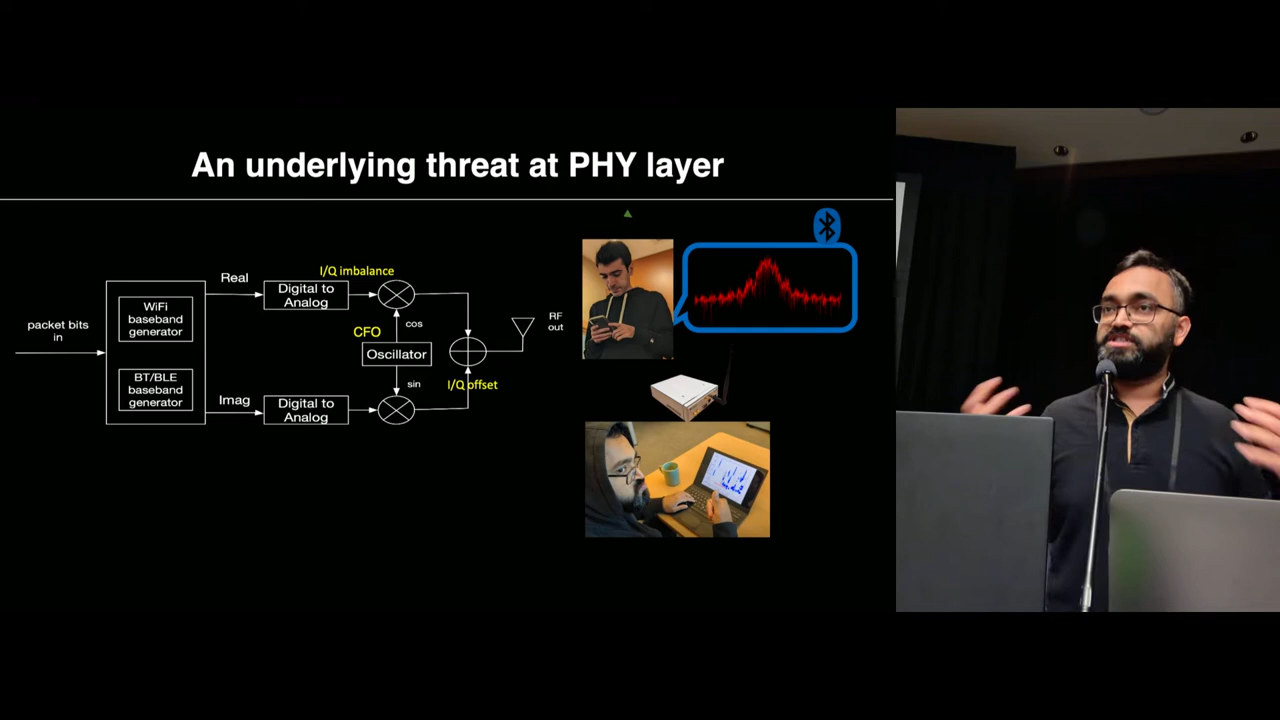 An underlying threat at PHY layer
packet bits
in
WiFi
baseband
generator
BT/BLE
baseband
generator
Real
Imag
I/Q imbalance
Digital to
Analog
CFO
cos
Oscillator
sin
I/Q offset
Digital to
Analog
RF
out